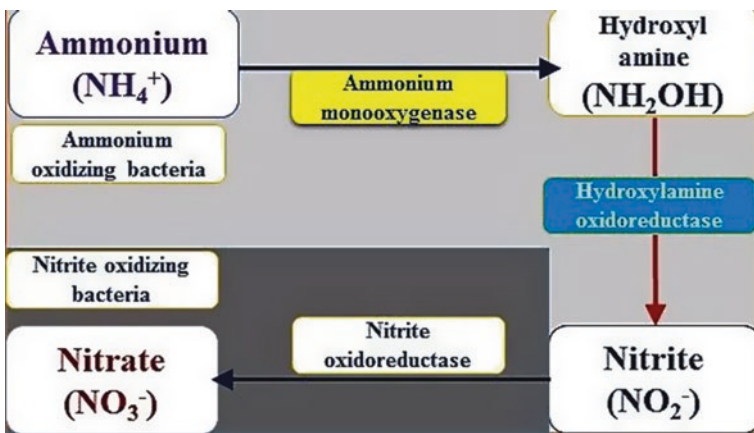 Ammonium
(NH₄⁺)
Ammonium
monooxygenase
Hydroxyl
amine
(NH₂OH)
Ammonium
oxidizing bacteria
Hydroxylamine
oxidoreductase
Nitrite oxidizing
bacteria
Nitrite
oxidoreductase
Nitrate
(NO₃⁻)
Nitrite
(NO₂⁻)